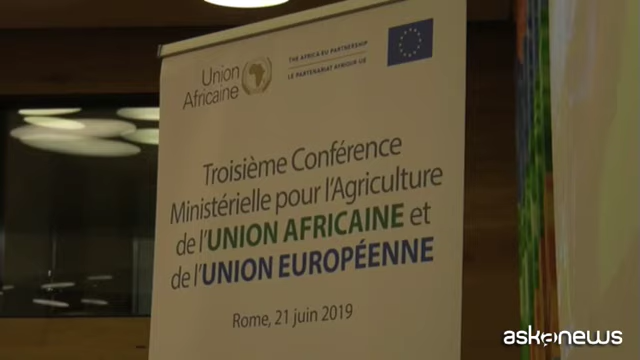 Union
Africaine
THE AFRICA EU PARTNERSHIP
LE PARTENARIAT AFRIQUE UE
Troisième Conférence
Ministérielle pour l'Agriculture
de l'UNION AFRICAINE et
de l'UNION EUROPÉENNE
Rome, 21 juin 2019
askanews